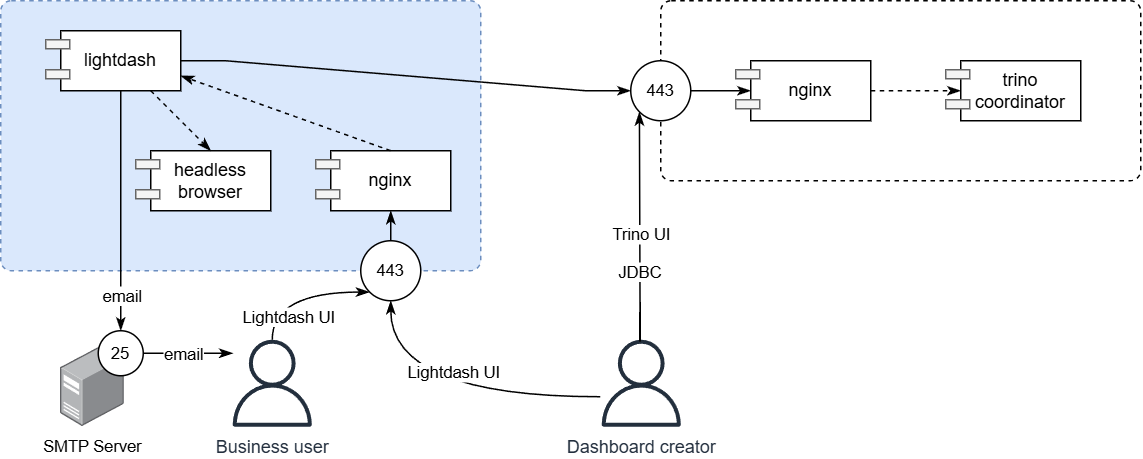 lightdash
443
nginx
trino
coordinator
headless
browser
nginx
Trino UI
JDBC
443
email
Lightdash UI
25
email
Lightdash UI
SMTP Server
Business user
Dashboard creator